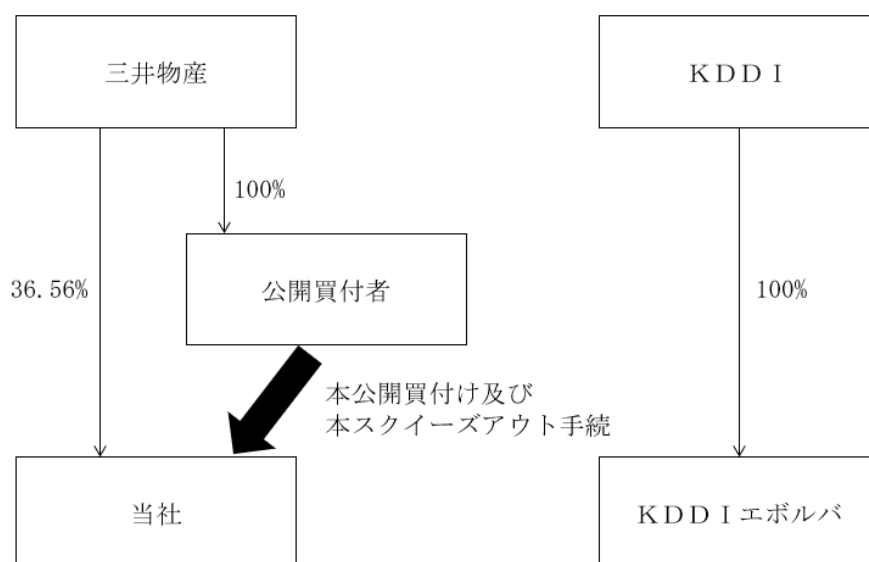 三井物産
ＫＤＤＩ
100%
公開買付者
36.56%
100%
本公開買付け及び
本スクイーズアウト手続
当社
ＫＤＤＩエボルバ